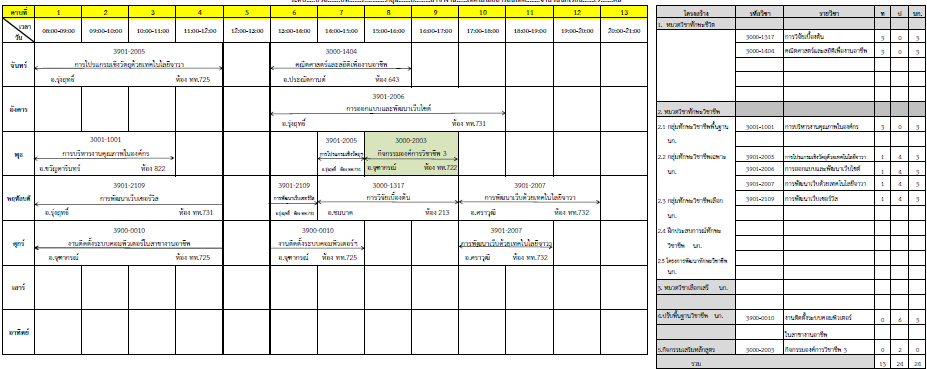 คาบที่ 1 2 3 4 5 6 7 8 9 10 11 12 13
เวลา
วัน
08:00-09:00 09:00-10:00 10:00-11:00 11:00-12:00 12:00-13:00 13:00-14:00 14:00-15:00 15:00-16:00 16:00-17:00 17:00-18:00 18:00-19:00 19:00-20:00 20:00-21:00
จันทร์
3901-2005
การโปรแกรมเชิงวัตถุด้วยเทคโนโลยีจาวา
อ.รุ่งฤทธิ์ ห้อง ทท.725
3000-1404
คณิตศาสตร์และสถิติเพื่องานอาชีพ
อ.ประณิตกานต์ ห้อง 643
อังคาร
3901-2006
การออกแบบและพัฒนาเว็บไซต์
อ.รุ่งฤทธิ์ ห้อง ทท.731
พุธ
3001-1001
การบริหารงานคุณภาพในองค์กร
อ.ขวัญดารินทร์ ห้อง 822
3901-2005
การโปรแกรมเชิงวัตถุฯ
อ.รุ่งฤทธิ์ ห้อง ทท.731
3000-2003
กิจกรรมองค์การวิชาชีพ 3
อ.จุฑาภรณ์ ห้อง ทท.722
พฤหัสบดี
3901-2109
การพัฒนาเว็บเซอร์วิส
อ.รุ่งฤทธิ์ ห้อง ทท.731
3901-2109
การพัฒนาเว็บเซอร์วิส
อ.รุ่งฤทธิ์ ห้อง ทท.731
3000-1317
การวิจัยเบื้องต้น
อ.ชมนาด ห้อง 213
3901-2007
การพัฒนาเว็บด้วยเทคโนโลยีจาวา
อ.คราวุฒิ ห้อง ทท.732
ศุกร์
3900-0010
งานติดตั้งระบบคอมพิวเตอร์ในสาขางานอาชีพ
อ.จุฑาภรณ์ ห้อง ทท.725
3900-0010
งานติดตั้งระบบคอมพิวเตอร์ฯ
อ.จุฑาภรณ์ ห้อง ทท.725
3901-2007
การพัฒนาเว็บด้วยเทคโนโลยีจาวา
อ.คราวุฒิ ห้อง ทท.732
เสาร์
อาทิตย์
โครงสร้าง รหัสวิชา รายวิชา ท ป นก.
1. หมวดวิชาทักษะชีวิต
3000-1317 การวิจัยเบื้องต้น 3 0 3
3000-1404 คณิตศาสตร์และสถิติเพื่องานอาชีพ 3 0 3
2. หมวดวิชาทักษะวิชาชีพ
2.1 กลุ่มทักษะวิชาชีพพื้นฐาน 3001-1001 การบริหารงานคุณภาพในองค์กร 3 0 3
นก.
2.2 กลุ่มทักษะวิชาชีพเฉพาะ 3901-2005 การโปรแกรมเชิงวัตถุด้วยเทคโนโลยีจาวา 1 4 3
นก. 3901-2006 การออกแบบและพัฒนาเว็บไซต์ 1 4 3
3901-2007 การพัฒนาเว็บด้วยเทคโนโลยีจาวา 1 4 3
2.3 กลุ่มทักษะวิชาชีพเลือก 3901-2109 การพัฒนาเว็บเซอร์วิส 1 4 3
นก.
2.4 ฝึกประสบการณ์ทักษะ
วิชาชีพ นก.
2.5 โครงการพัฒนาทักษะวิชาชีพ
นก.
3. หมวดวิชาเลือกเสรี นก.
4.ปรับพื้นฐานวิชาชีพ นก. 3900-0010 งานติดตั้งระบบคอมพิวเตอร์ 0 6 3
ในสาขางานอาชีพ
5.กิจกรรมเสริมหลักสูตร 3000-2003 กิจกรรมองค์การวิชาชีพ 3 0 2 0
รวม 13 24 24